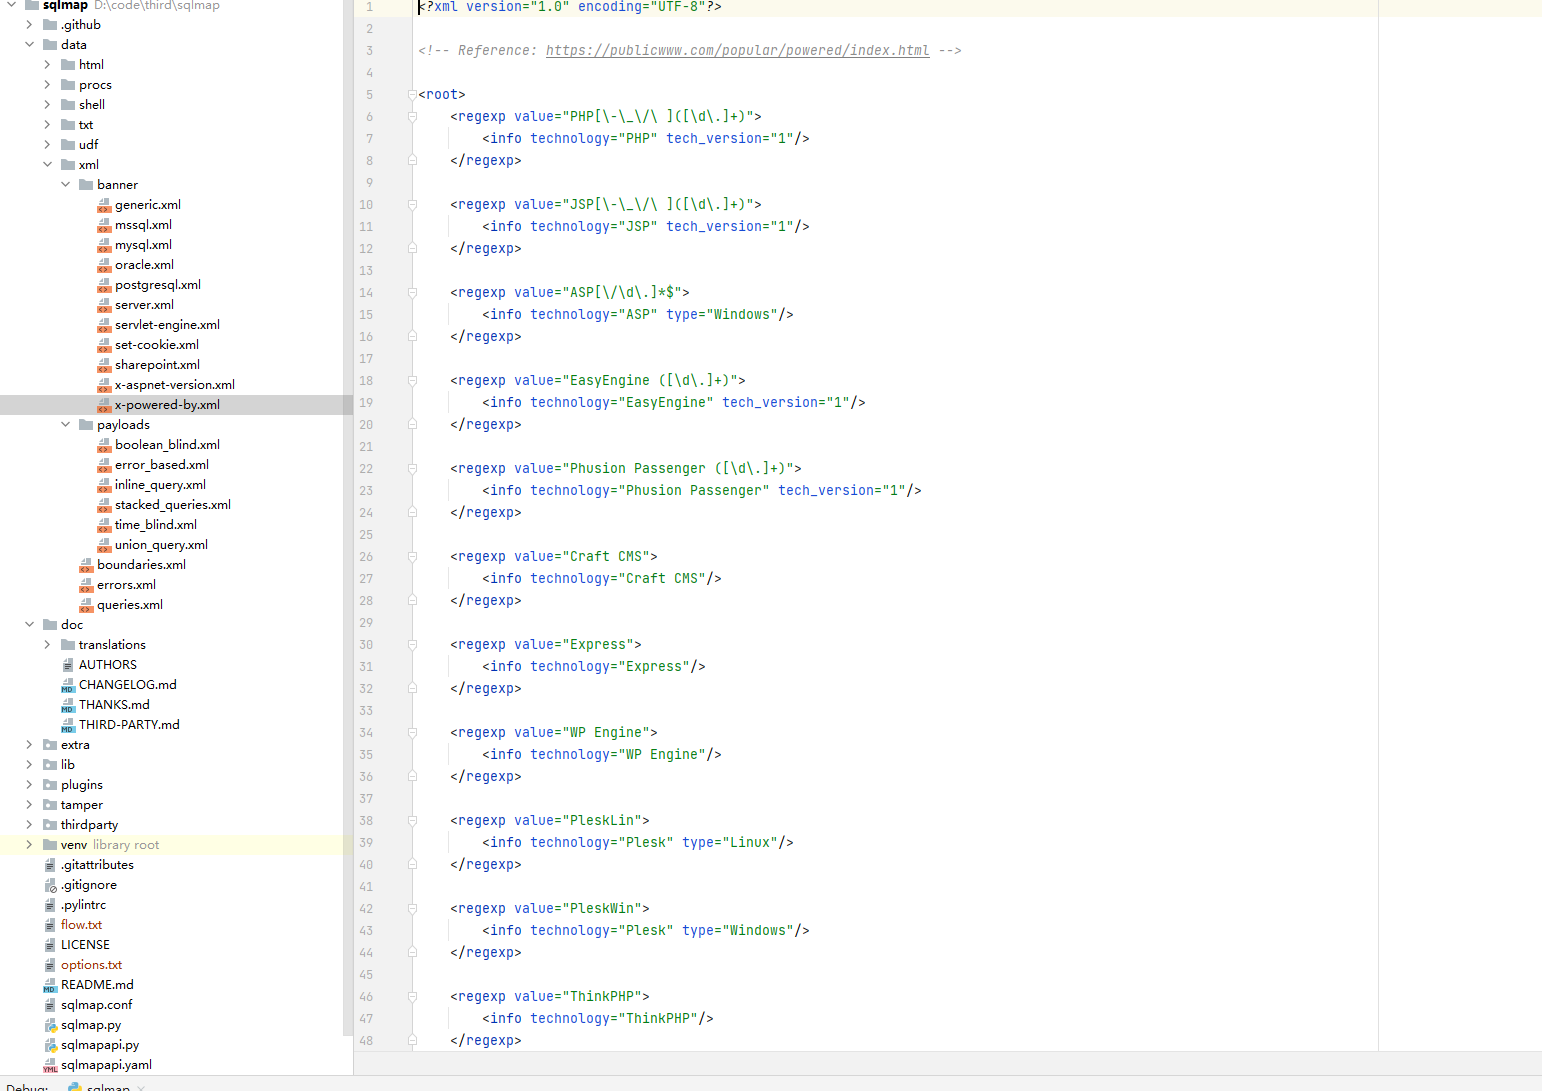 sqlmap D:\code\third\sqlmap
.github
data
html
procs
shell
txt
udf
xml
banner
generic.xml
mssql.xml
mysql.xml
oracle.xml
postgresql.xml
server.xml
servlet-engine.xml
set-cookie.xml
sharepoint.xml
x-aspnet-version.xml
x-powered-by.xml
payloads
boolean_blind.xml
error_based.xml
inline_query.xml
stacked_queries.xml
time_blind.xml
union_query.xml
boundaries.xml
errors.xml
queries.xml
doc
translations
AUTHORS
CHANGELOG.md
THANKS.md
THIRD-PARTY.md
extra
lib
plugins
tamper
thirdparty
venv library root
.gitattributes
.gitignore
.pylintrc
flow.txt
LICENSE
options.txt
README.md
sqlmap.conf
sqlmap.py
sqlmapapi.py
sqlmapapi.yaml
1 <?xml version="1.0" encoding="UTF-8"?>
2
3 <!-- Reference: https://publicwww.com/popular/powered/index.html -->
4
5 <root>
6 <regexp value="PHP[\-\_\/\ ]([\d\.]+)">
7 <info technology="PHP" tech_version="1"/>
8 </regexp>
9
10 <regexp value="JSP[\-\_\/\ ]([\d\.]+)">
11 <info technology="JSP" tech_version="1"/>
12 </regexp>
13
14 <regexp value="ASP[\/\d\.]*$">
15 <info technology="ASP" type="Windows"/>
16 </regexp>
17
18 <regexp value="EasyEngine ([\d\.]+)">
19 <info technology="EasyEngine" tech_version="1"/>
20 </regexp>
21
22 <regexp value="Phusion Passenger ([\d\.]+)">
23 <info technology="Phusion Passenger" tech_version="1"/>
24 </regexp>
25
26 <regexp value="Craft CMS">
27 <info technology="Craft CMS"/>
28 </regexp>
29
30 <regexp value="Express">
31 <info technology="Express"/>
32 </regexp>
33
34 <regexp value="WP Engine">
35 <info technology="WP Engine"/>
36 </regexp>
37
38 <regexp value="PleskLin">
39 <info technology="Plesk" type="Linux"/>
40 </regexp>
41
42 <regexp value="PleskWin">
43 <info technology="Plesk" type="Windows"/>
44 </regexp>
45
46 <regexp value="ThinkPHP">
47 <info technology="ThinkPHP"/>
48 </regexp>
Debug: sqlmap